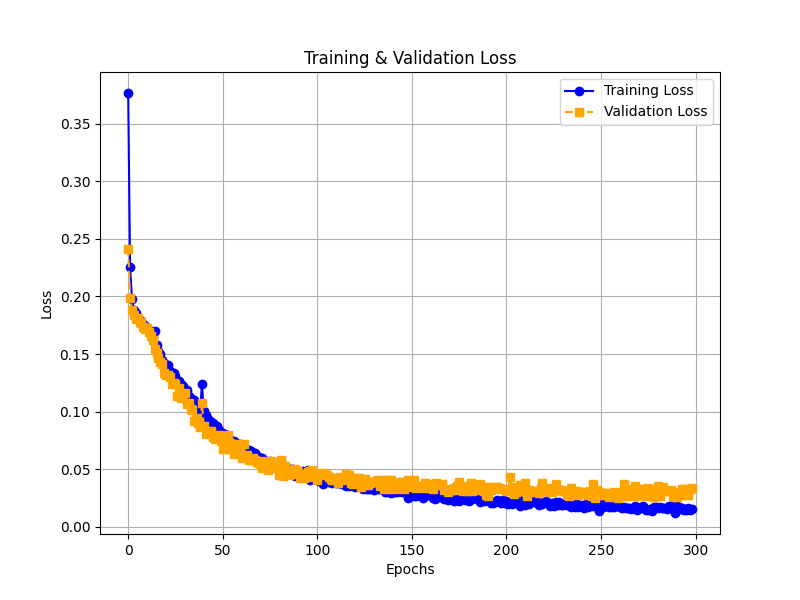 Training & Validation Loss
Training Loss
Validation Loss
0.35
0.30
0.25
0.20
0.15
0.10
0.05
0.00
Loss
0 50 100 150 200 250 300
Epochs